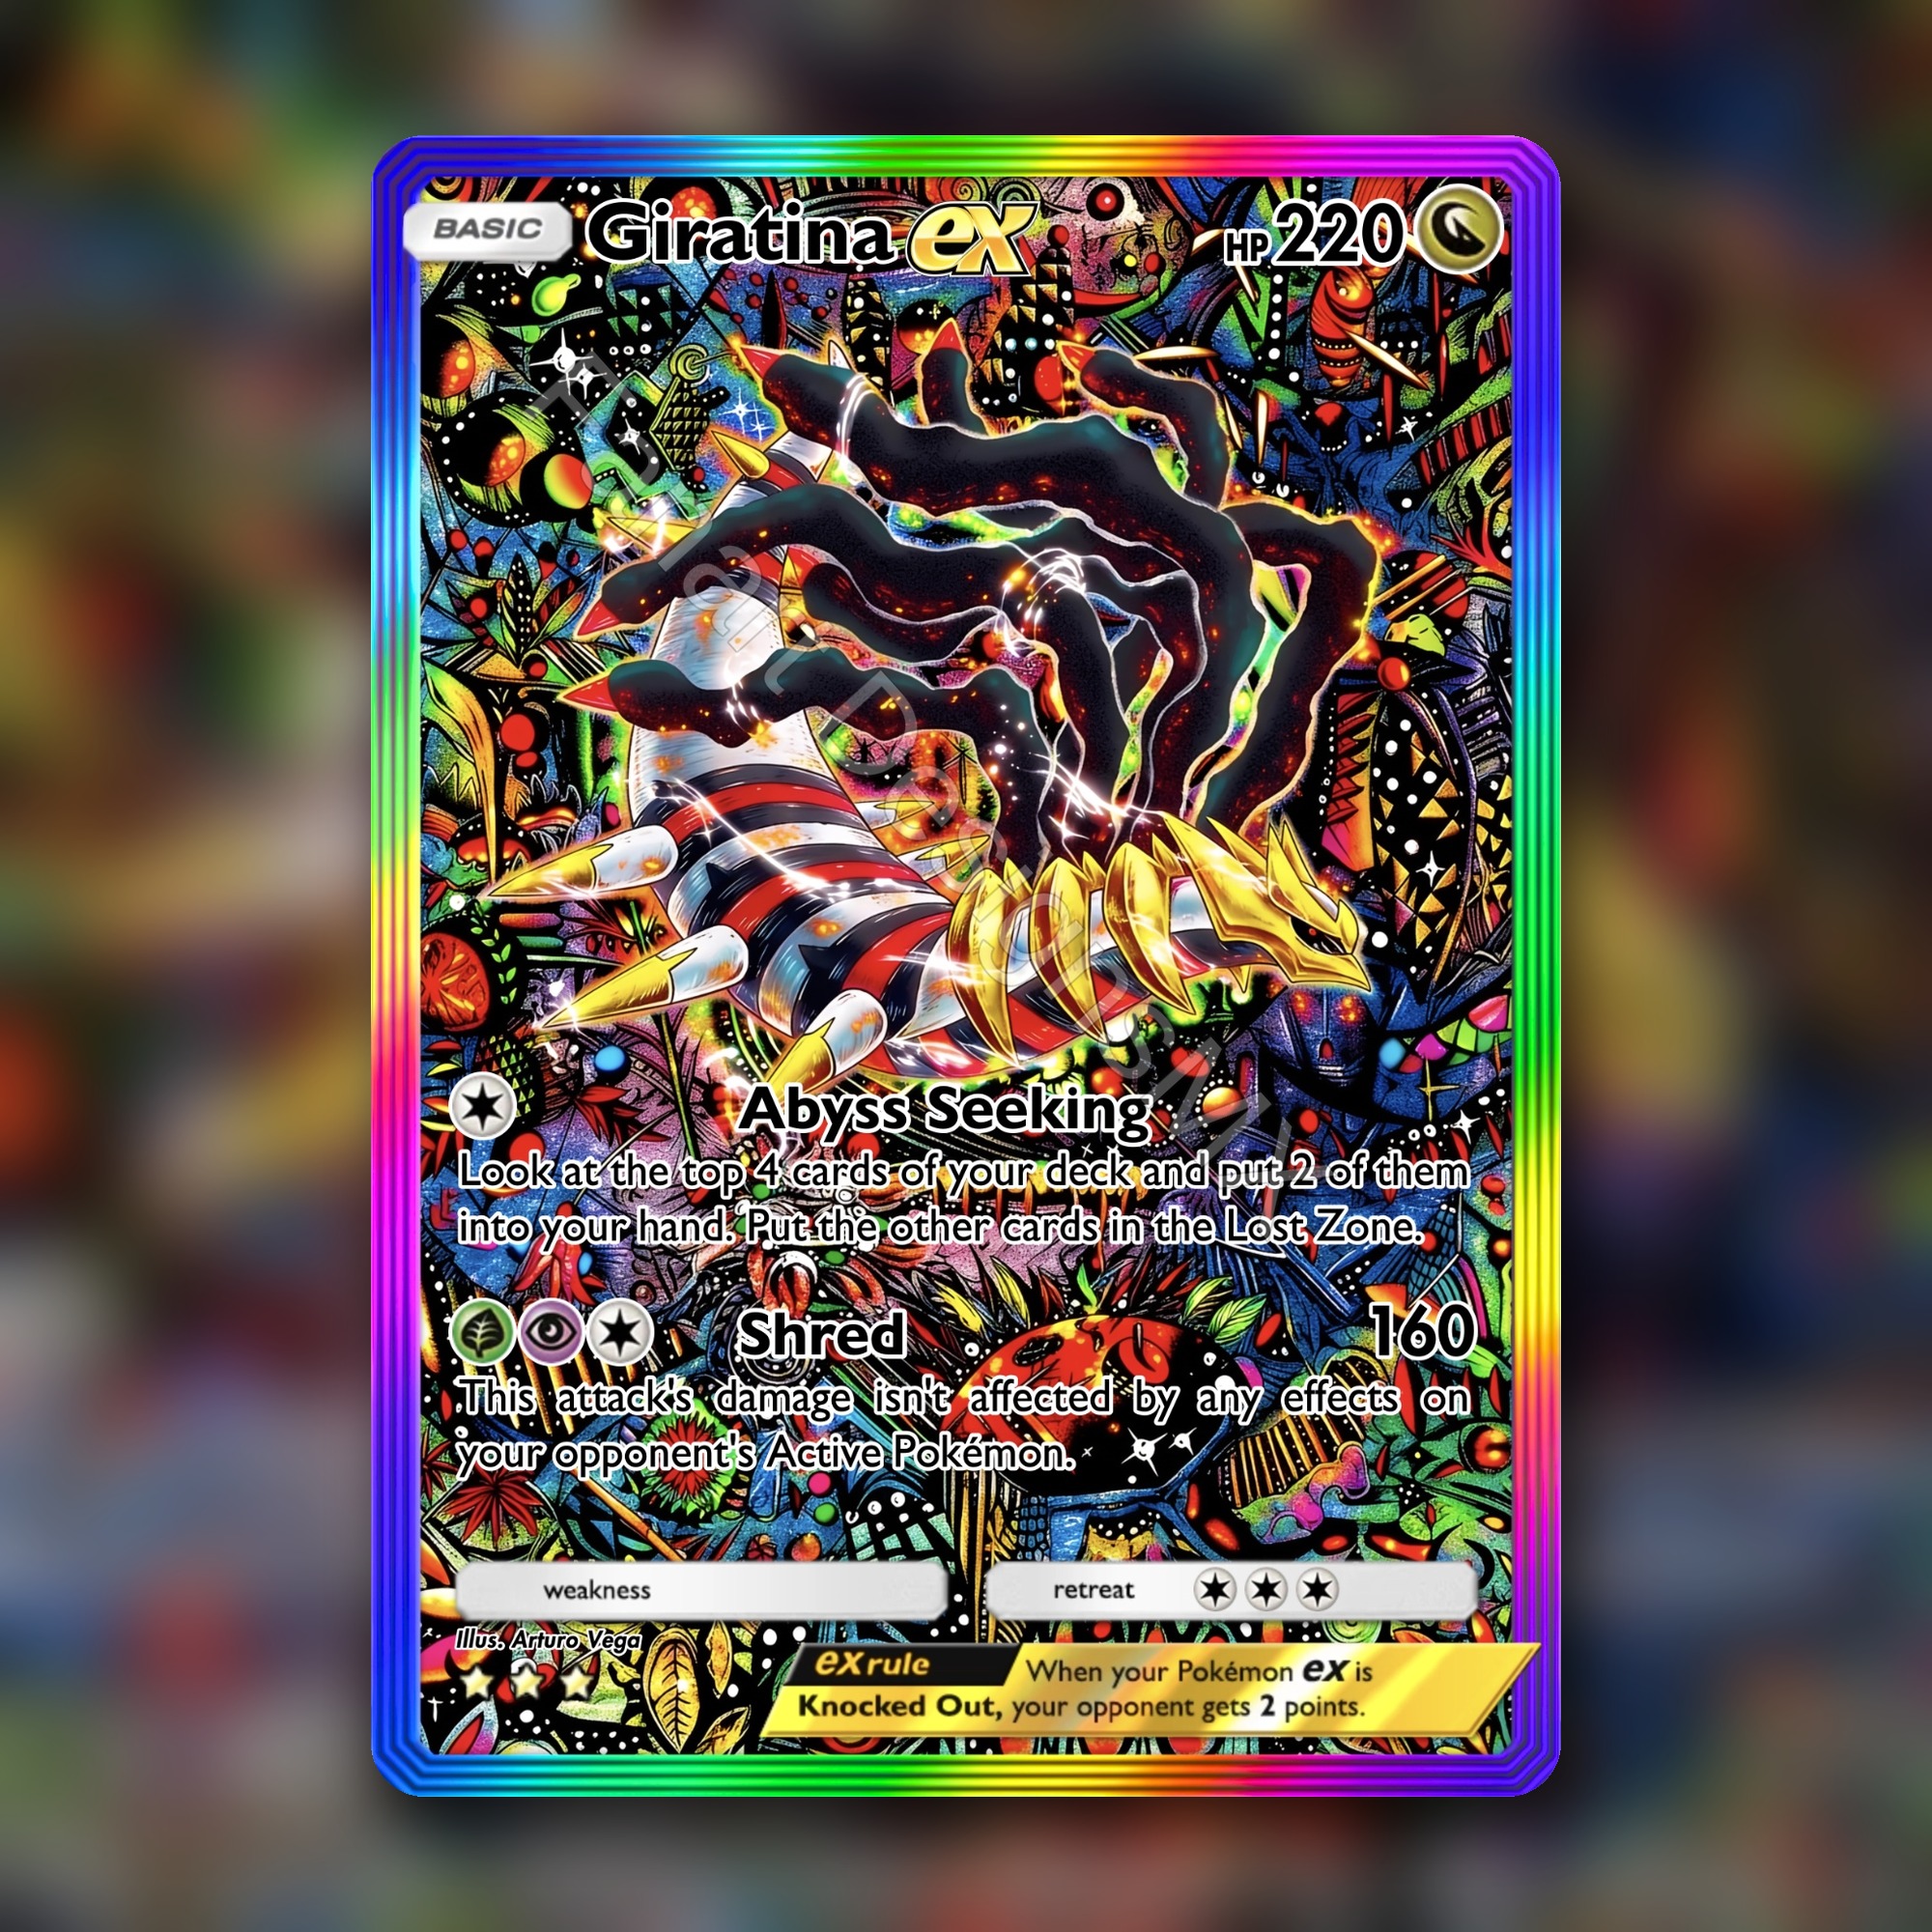 BASIC Giratina ex HP 220
Abyss Seeking
Look at the top 4 cards of your deck and put 2 of them
into your hand. Put the other cards in the Lost Zone.
Shred 160
This attack's damage isn't affected by any effects on
your opponent's Active Pokémon.
weakness retreat
Illus. Arturo Vega
ex rule When your Pokémon ex is
Knocked Out, your opponent gets 2 points.